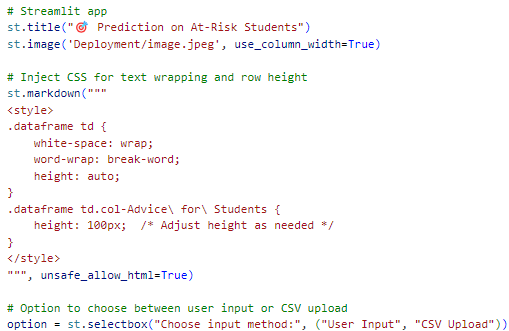 # Streamlit app
st.title("🎯 Prediction on At-Risk Students")
st.image('Deployment/image.jpeg', use_column_width=True)

# Inject CSS for text wrapping and row height
st.markdown("""
<style>
.dataframe td {
    white-space: wrap;
    word-wrap: break-word;
    height: auto;
}
.dataframe td.col-Advice\ for\ Students {
    height: 100px;  /* Adjust height as needed */
}
</style>
""", unsafe_allow_html=True)

# Option to choose between user input or CSV upload
option = st.selectbox("Choose input method:", ("User Input", "CSV Upload"))